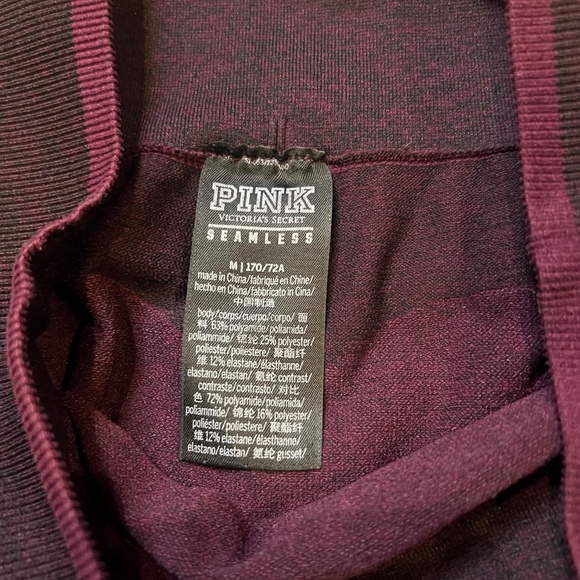 PINK
VICTORIA'S SECRET
SEAMLESS
M | 170/72A
made in China/fabriqué en Chine/
hecho en China/fabbricato in Cina/
中国制造
body/corps/cuerpo/corpo/ 面
料 63% polyamide/poliamida/
poliammide/ 锦纶 25% polyester/
poliéster/poliestere/ 聚酯纤
维 12% elastane/élasthanne/
elastano/elastan/ 氨纶 contrast/
contraste/contrasto/ 对比
色 72% polyamide/poliamida/
poliammide/ 锦纶 16% polyester/
poliéster/poliestere/ 聚酯纤
维 12% elastane/élasthanne/
elastano/elastan/ 氨纶 gusset/